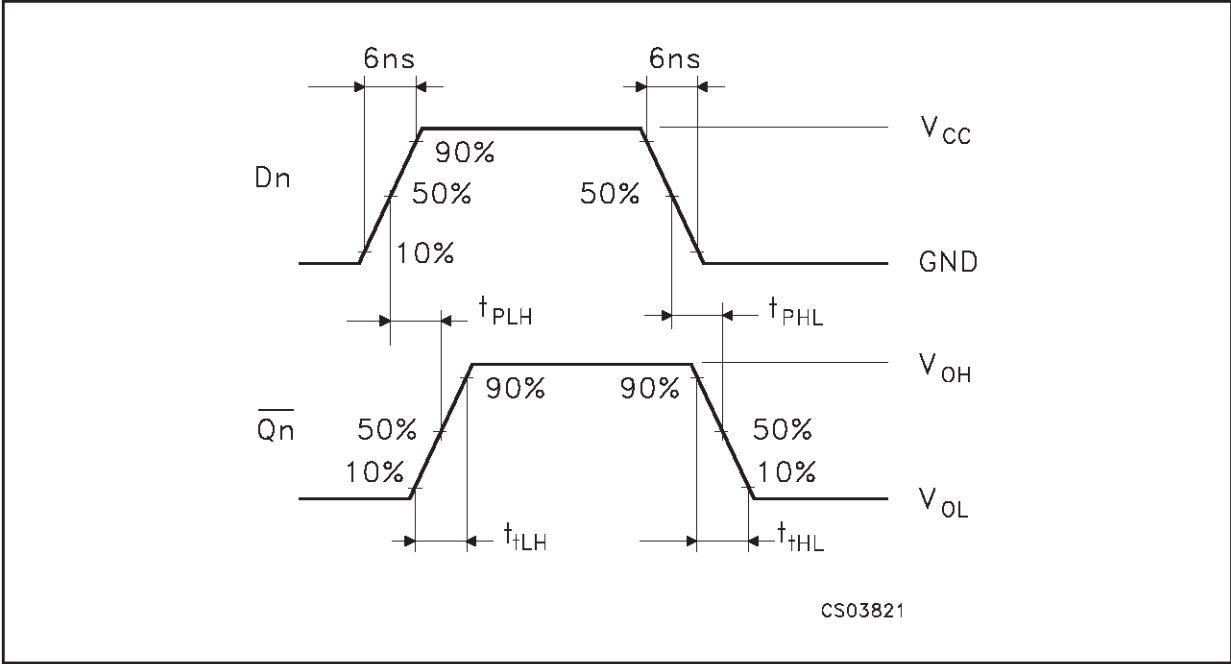 6ns 6ns
V_CC
90%
Dn 50% 50%
10% GND
t_PLH t_PHL
V_OH
90% 90%
Q̅n̅ 50% 50%
10% 10%
V_OL
t_tLH t_tHL
CS03821